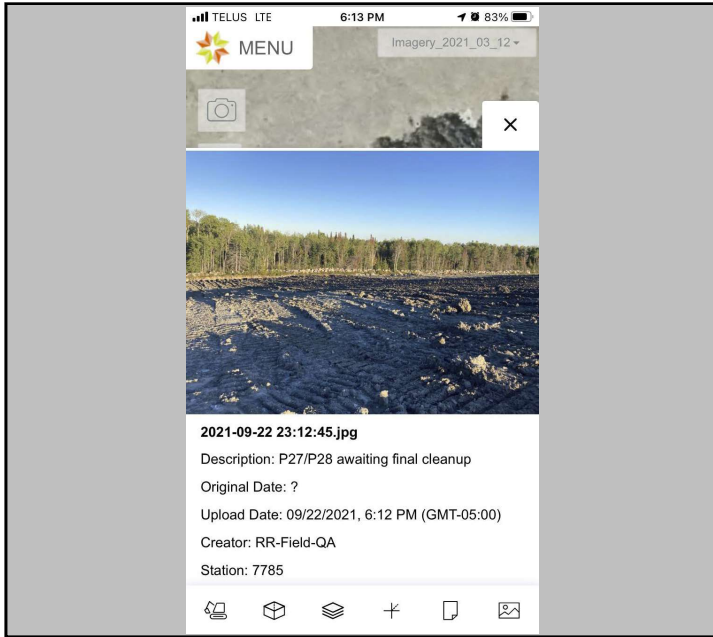 TELUS LTE 6:13 PM 83%
MENU
Imagery_2021_03_12
2021-09-22 23:12:45.jpg
Description: P27/P28 awaiting final cleanup
Original Date: ?
Upload Date: 09/22/2021, 6:12 PM (GMT-05:00)
Creator: RR-Field-QA
Station: 7785